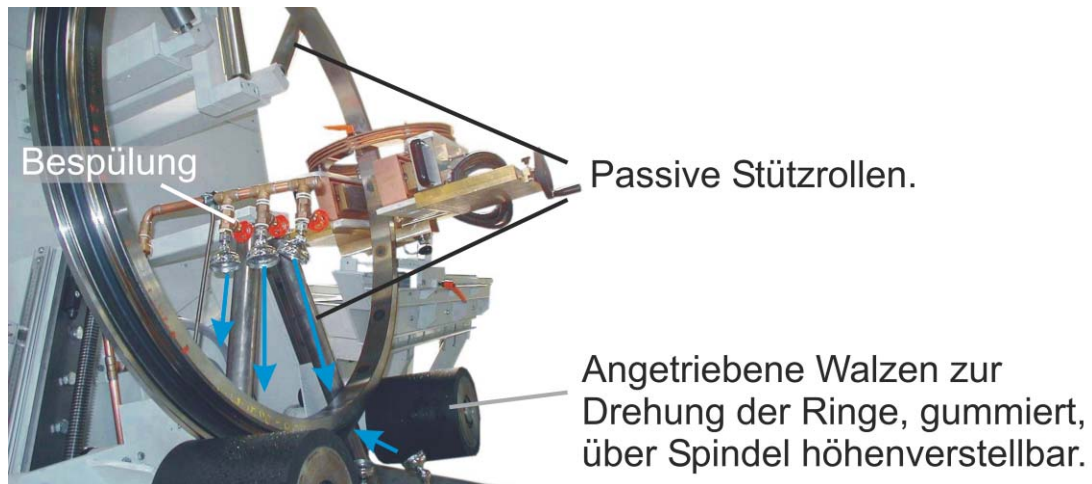 Bespülung
Passive Stützrollen.
Angetriebene Walzen zur
Drehung der Ringe, gummiert,
über Spindel höhenverstellbar.